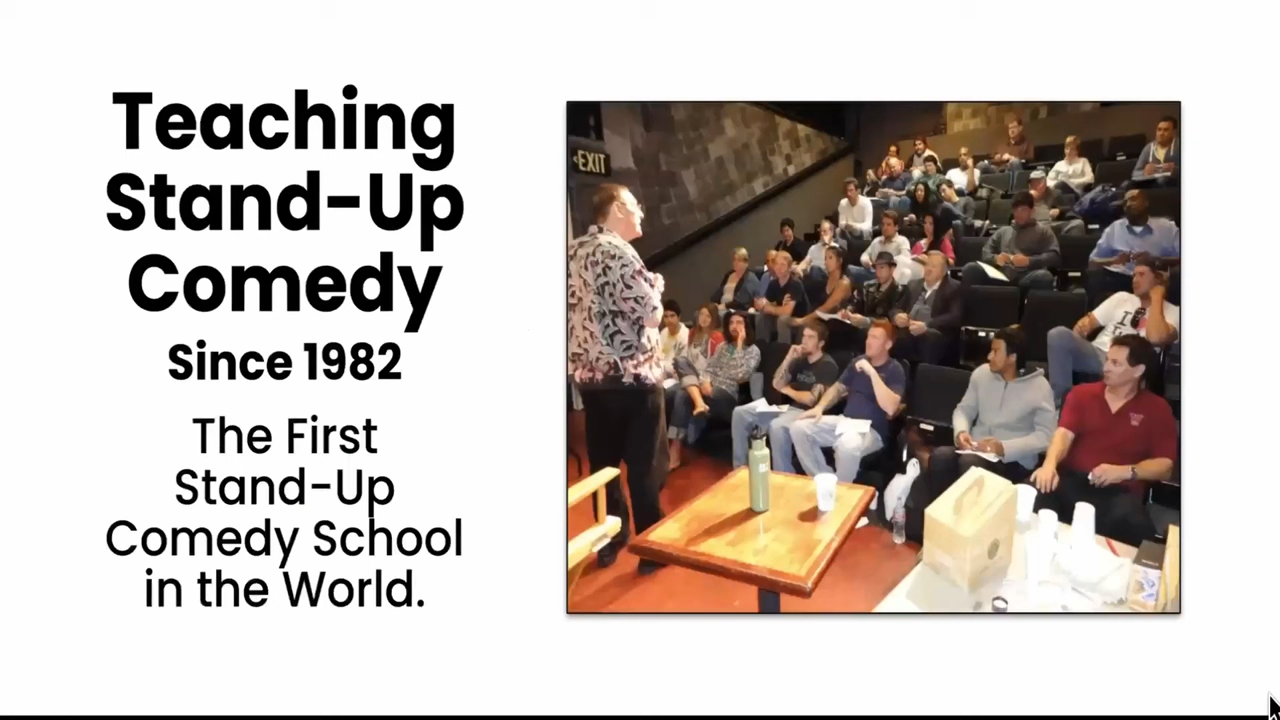 Teaching
Stand-Up
Comedy
Since 1982
The First
Stand-Up
Comedy School
in the World.
EXIT